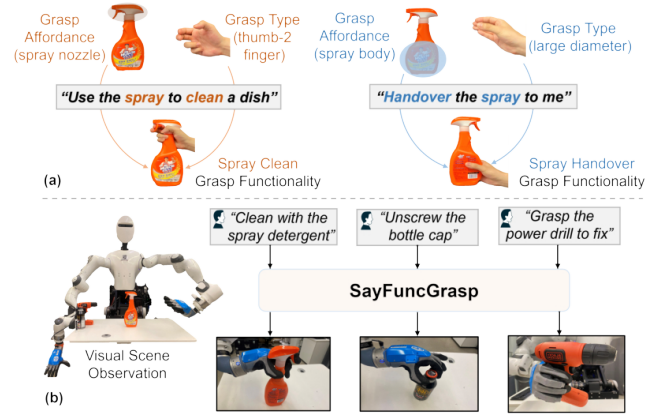 Grasp
Affordance
(spray nozzle)
Grasp Type
(thumb-2
finger)
"Use the spray to clean a dish"
Spray Clean
Grasp Functionality
(a)
Grasp
Affordance
(spray body)
Grasp Type
(large diameter)
"Handover the spray to me"
Spray Handover
Grasp Functionality
"Clean with the
spray detergent"
"Unscrew the
bottle cap"
"Grasp the
power drill to fix"
SayFuncGrasp
Visual Scene
Observation
(b)